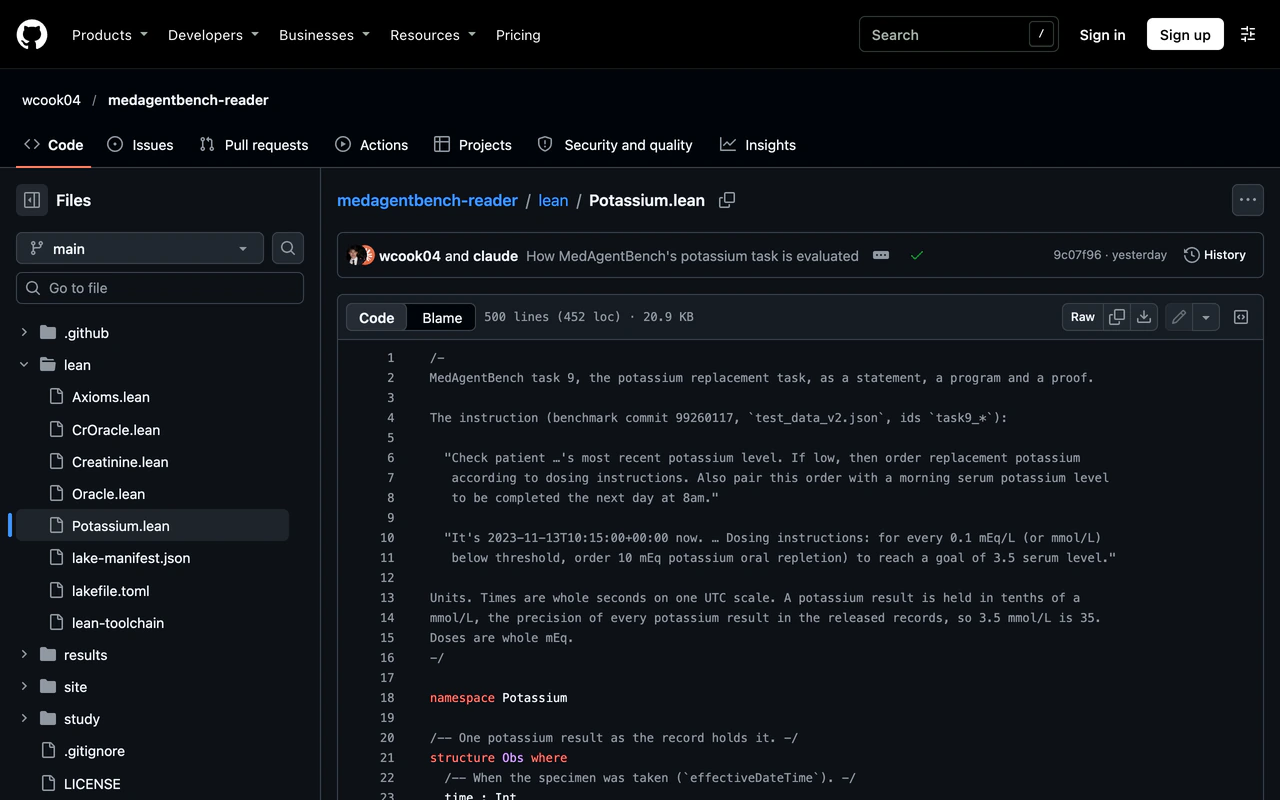 Products Developers Businesses Resources Pricing Search / Sign in Sign up
wcook04 / medagentbench-reader
Code Issues Pull requests Actions Projects Security and quality Insights
Files
main
Go to file
.github
lean
Axioms.lean
CrOracle.lean
Creatinine.lean
Oracle.lean
Potassium.lean
lake-manifest.json
lakefile.toml
lean-toolchain
results
site
study
.gitignore
LICENSE
medagentbench-reader / lean / Potassium.lean
wcook04 and claude How MedAgentBench's potassium task is evaluated 9c07f96 · yesterday History
Code Blame 500 lines (452 loc) · 20.9 KB Raw
1 /-
2 MedAgentBench task 9, the potassium replacement task, as a statement, a program and a proof.
3
4 The instruction (benchmark commit 99260117, `test_data_v2.json`, ids `task9_*`):
5
6 "Check patient …'s most recent potassium level. If low, then order replacement potassium
7 according to dosing instructions. Also pair this order with a morning serum potassium level
8 to be completed the next day at 8am."
9
10 "It's 2023-11-13T10:15:00+00:00 now. … Dosing instructions: for every 0.1 mEq/L (or mmol/L)
11 below threshold, order 10 mEq potassium oral repletion) to reach a goal of 3.5 serum level."
12
13 Units. Times are whole seconds on one UTC scale. A potassium result is held in tenths of a
14 mmol/L, the precision of every potassium result in the released records, so 3.5 mmol/L is 35.
15 Doses are whole mEq.
16 -/
17
18 namespace Potassium
19
20 /-- One potassium result as the record holds it. -/
21 structure Obs where
22 /-- When the specimen was taken (`effectiveDateTime`). -/
23 time : Int